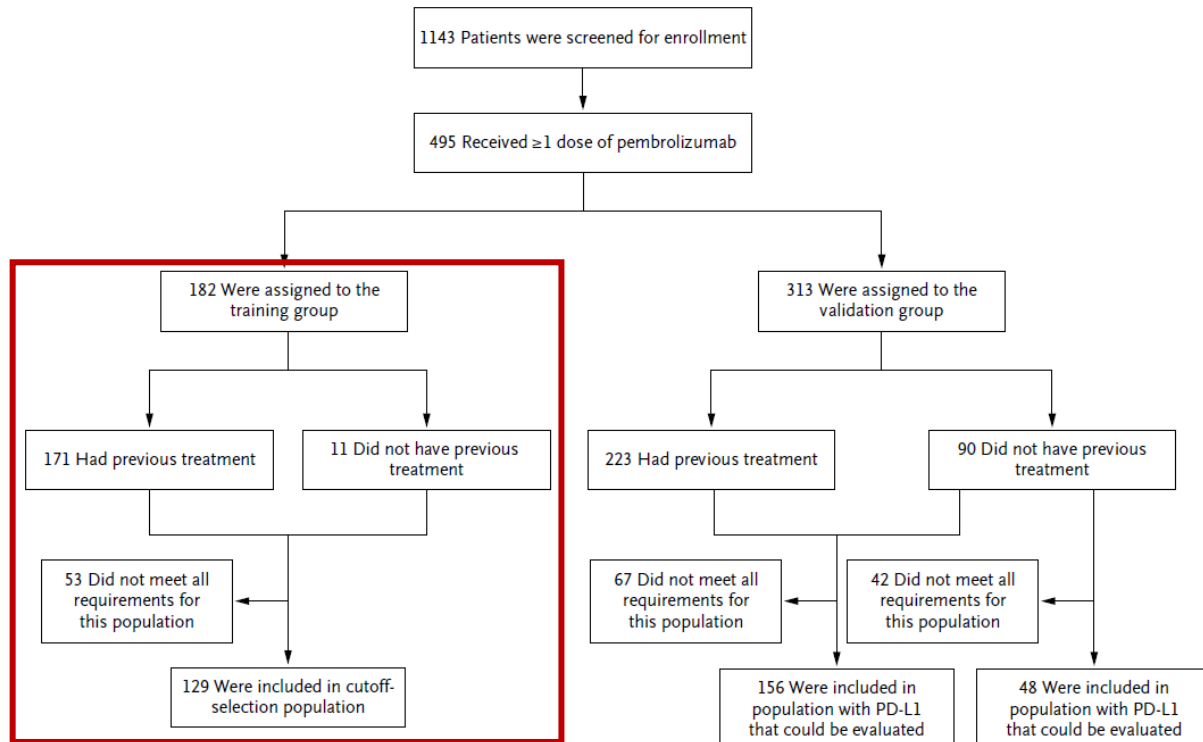 1143 Patients were screened for enrollment
495 Received ≥1 dose of pembrolizumab
182 Were assigned to the
training group
313 Were assigned to the
validation group
171 Had previous treatment
11 Did not have previous
treatment
223 Had previous treatment
90 Did not have previous
treatment
53 Did not meet all
requirements for
this population
67 Did not meet all
requirements for
this population
42 Did not meet all
requirements for
this population
129 Were included in cutoff-
selection population
156 Were included in
population with PD-L1
that could be evaluated
48 Were included in
population with PD-L1
that could be evaluated